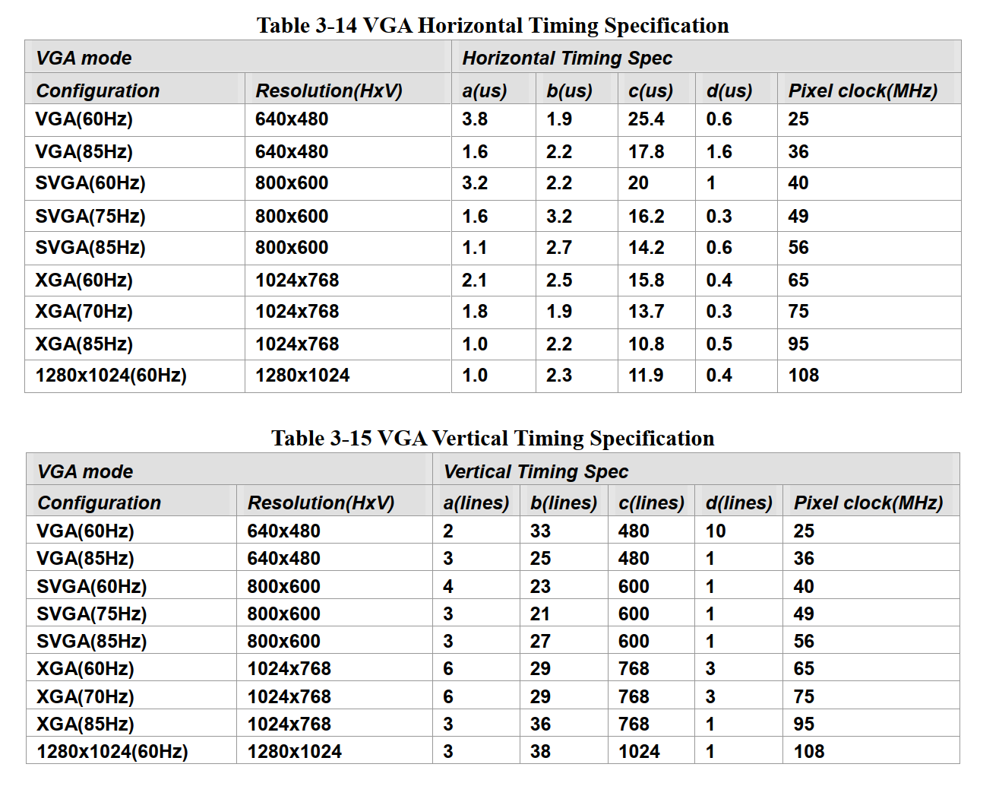 Table 3-14 VGA Horizontal Timing Specification
VGA mode Horizontal Timing Spec
Configuration Resolution(HxV) a(us) b(us) c(us) d(us) Pixel clock(MHz)
VGA(60Hz) 640x480 3.8 1.9 25.4 0.6 25
VGA(85Hz) 640x480 1.6 2.2 17.8 1.6 36
SVGA(60Hz) 800x600 3.2 2.2 20 1 40
SVGA(75Hz) 800x600 1.6 3.2 16.2 0.3 49
SVGA(85Hz) 800x600 1.1 2.7 14.2 0.6 56
XGA(60Hz) 1024x768 2.1 2.5 15.8 0.4 65
XGA(70Hz) 1024x768 1.8 1.9 13.7 0.3 75
XGA(85Hz) 1024x768 1.0 2.2 10.8 0.5 95
1280x1024(60Hz) 1280x1024 1.0 2.3 11.9 0.4 108
Table 3-15 VGA Vertical Timing Specification
VGA mode Vertical Timing Spec
Configuration Resolution(HxV) a(lines) b(lines) c(lines) d(lines) Pixel clock(MHz)
VGA(60Hz) 640x480 2 33 480 10 25
VGA(85Hz) 640x480 3 25 480 1 36
SVGA(60Hz) 800x600 4 23 600 1 40
SVGA(75Hz) 800x600 3 21 600 1 49
SVGA(85Hz) 800x600 3 27 600 1 56
XGA(60Hz) 1024x768 6 29 768 3 65
XGA(70Hz) 1024x768 6 29 768 3 75
XGA(85Hz) 1024x768 3 36 768 1 95
1280x1024(60Hz) 1280x1024 3 38 1024 1 108